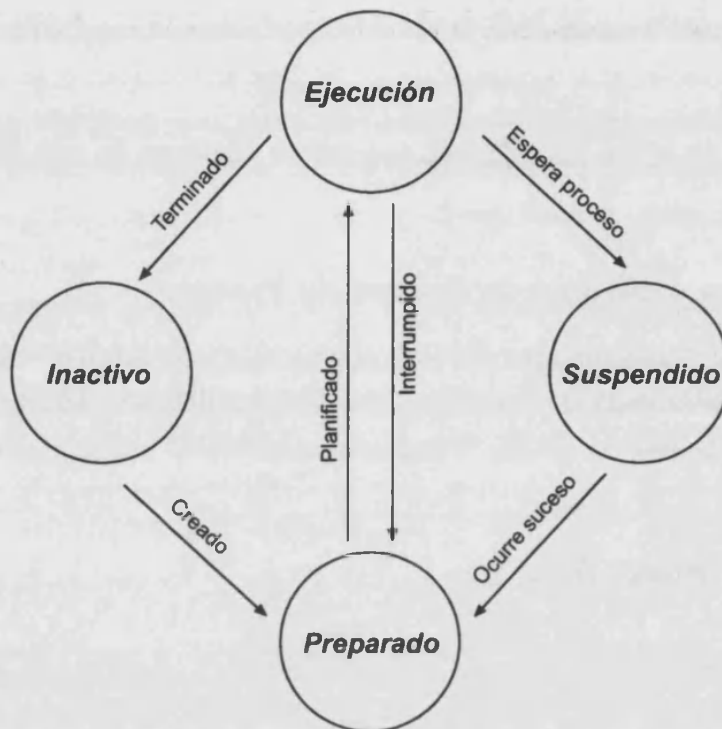 Ejecución
Terminado
Espera proceso
Inactivo
Planificado
Interrumpido
Suspendido
Creado
Ocurre suceso
Preparado